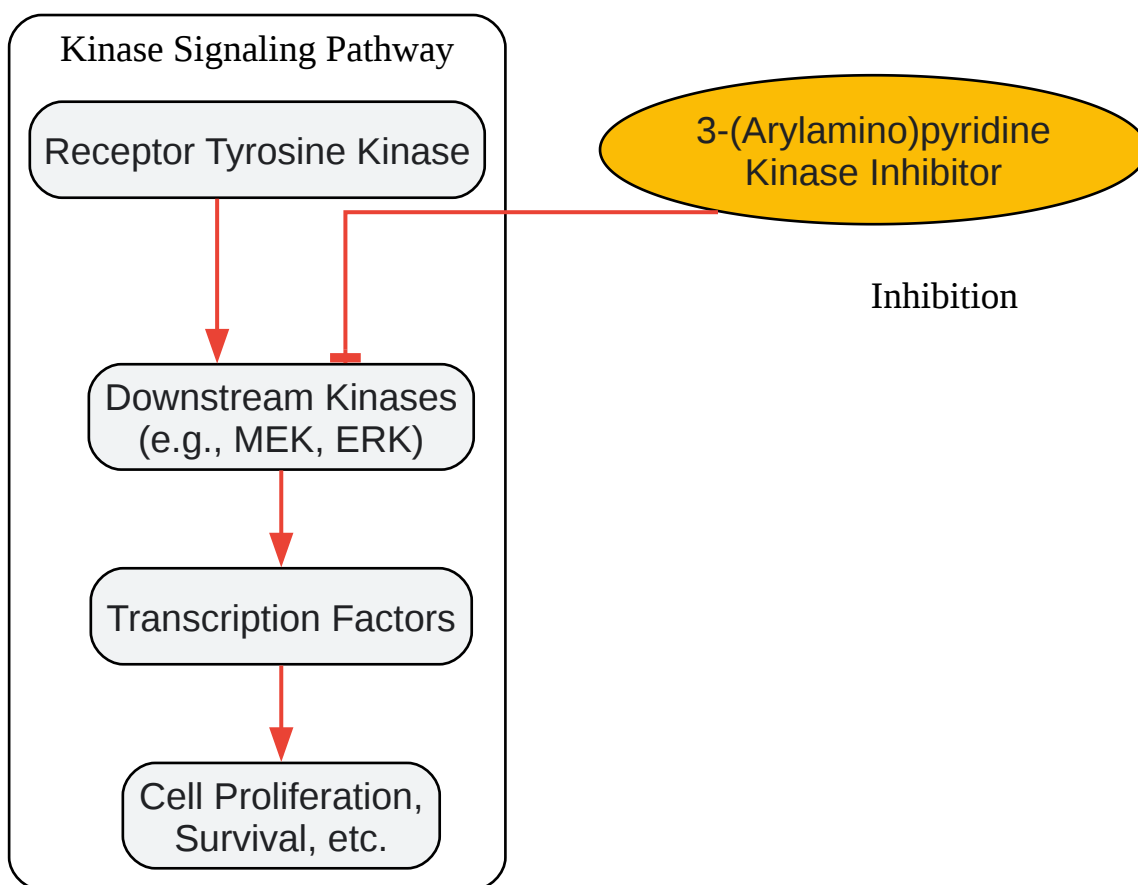 Kinase Signaling Pathway
Receptor Tyrosine Kinase
3-(Arylamino)pyridine
Kinase Inhibitor
Inhibition
Downstream Kinases
(e.g., MEK, ERK)
Transcription Factors
Cell Proliferation,
Survival, etc.